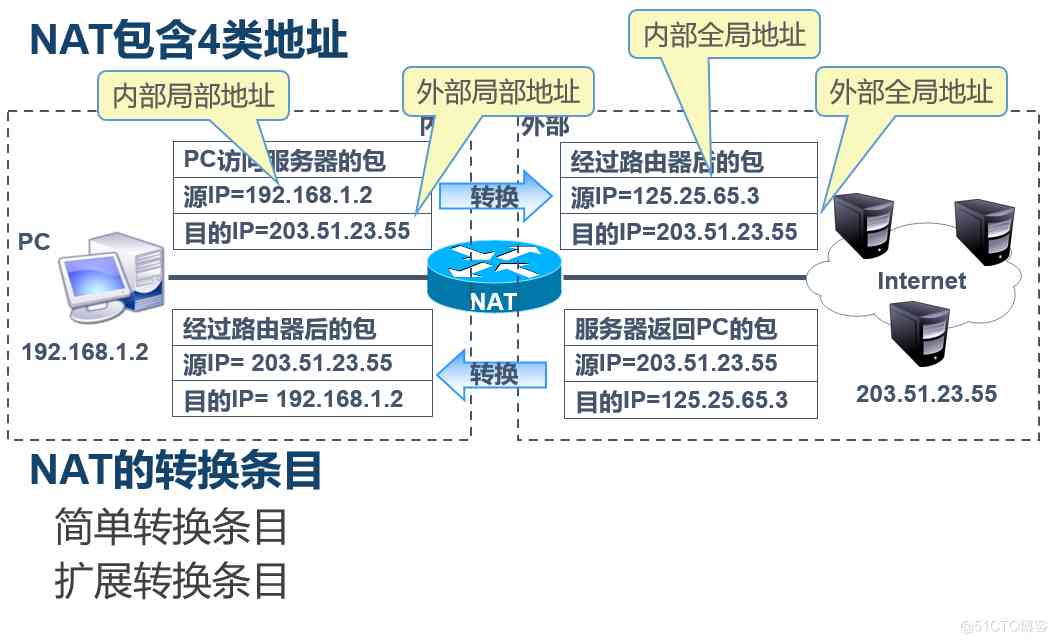 NAT包含4类地址
内部全局地址
内部局部地址
外部局部地址
外部全局地址
内
外部
PC访问服务器的包
源IP=192.168.1.2
目的IP=203.51.23.55
转换
经过路由器后的包
源IP=125.25.65.3
目的IP=203.51.23.55
PC
NAT
Internet
192.168.1.2
经过路由器后的包
源IP= 203.51.23.55
目的IP= 192.168.1.2
转换
服务器返回PC的包
源IP=203.51.23.55
目的IP=125.25.65.3
203.51.23.55
NAT的转换条目
简单转换条目
扩展转换条目
@51CTO博客